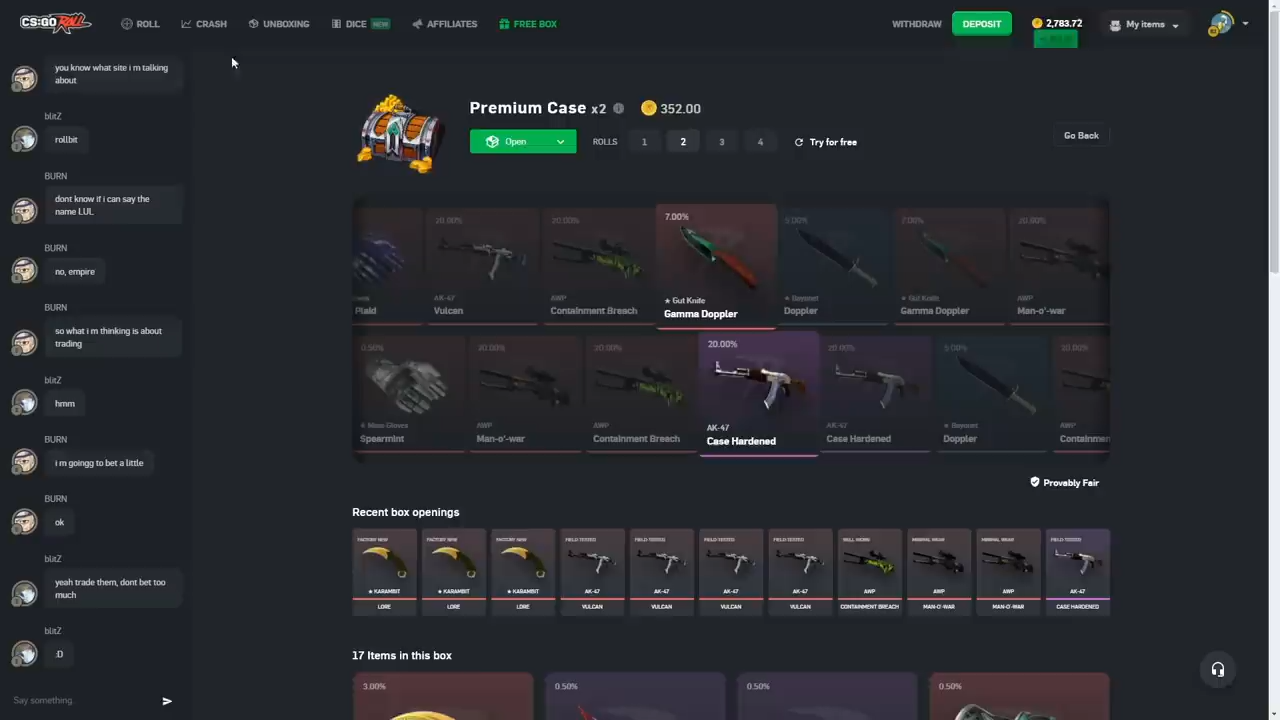 CS:GO ROLL
ROLL
CRASH
UNBOXING
DICE NEW
AFFILIATES
FREE BOX
WITHDRAW
DEPOSIT
2,783.72
My items
you know what site i m talking
about
blitZ
rollbit
BURN
dont know if i can say the
name LUL
BURN
no, empire
BURN
so what i m thinking is about
trading
blitZ
hmm
BURN
i m goingg to bet a little
BURN
ok
blitZ
yeah trade them, dont bet too
much
blitZ
:D
Say something.
Premium Case x2
352.00
Open
ROLLS
1
2
3
4
Try for free
Go Back
Plaid
20.00%
AK-47
Vulcan
20.00%
AWP
Containment Breach
7.00%
★ Gut Knife
Gamma Doppler
5.00%
★ Bayonet
Doppler
7.00%
★ Gut Knife
Gamma Doppler
20.00%
AWP
Man-o'-war
0.50%
★ Moto Gloves
Spearmint
20.00%
AWP
Man-o'-war
20.00%
AWP
Containment Breach
20.00%
AK-47
Case Hardened
20.00%
AK-47
Case Hardened
5.00%
★ Bayonet
Doppler
20.00%
AWP
Containmen
Provably Fair
Recent box openings
FACTORY NEW
★ KARAMBIT
LORE
FACTORY NEW
★ KARAMBIT
LORE
FACTORY NEW
★ KARAMBIT
LORE
FIELD-TESTED
AK-47
VULCAN
FIELD-TESTED
AK-47
VULCAN
FIELD-TESTED
AK-47
VULCAN
FIELD-TESTED
AK-47
VULCAN
WELL WORN
AWP
CONTAINMENT BREACH
MINIMAL WEAR
AWP
MAN-O'-WAR
MINIMAL WEAR
AWP
MAN-O'-WAR
FIELD-TESTED
AK-47
CASE HARDENED
17 Items in this box
3.00%
0.50%
0.50%
0.50%